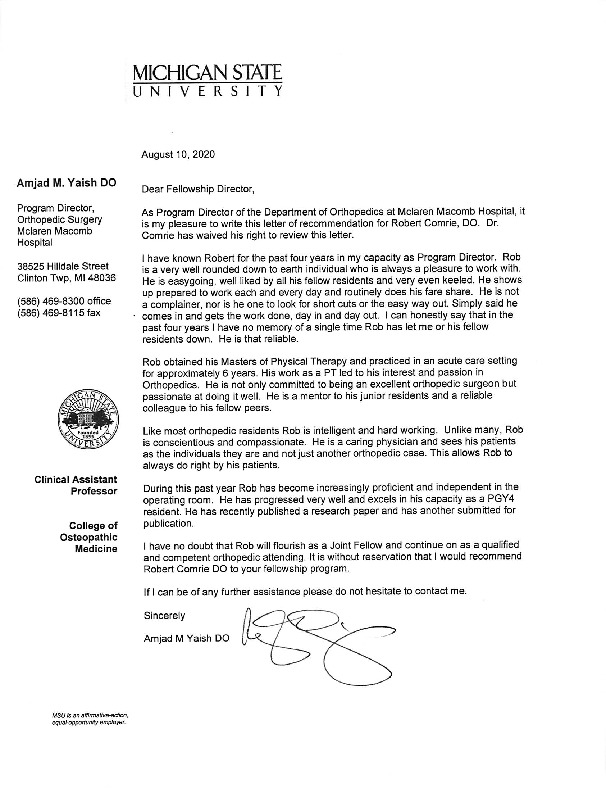 MICHIGAN STATE
UNIVERSITY
August 10, 2020
Amjad M. Yaish DO
Program Director,
Orthopedic Surgery
Mclaren Macomb
Hospital
38525 Hilldale Street
Clinton Twp, MI 48036
(586) 469-8300 office
(586) 469-8115 fax
MICHIGAN STATE
UNIVERSITY
Founded
1855
Clinical Assistant
Professor
College of
Osteopathic
Medicine
Dear Fellowship Director,
As Program Director of the Department of Orthopedics at Mclaren Macomb Hospital, it
is my pleasure to write this letter of recommendation for Robert Comrie, DO.  Dr.
Comrie has waived his right to review this letter.
I have known Robert for the past four years in my capacity as Program Director.  Rob
is a very well rounded down to earth individual who is always a pleasure to work with.
He is easygoing, well liked by all his fellow residents and very even keeled. He shows
up prepared to work each and every day and routinely does his fare share.  He is not
a complainer, nor is he one to look for short cuts or the easy way out. Simply said he
comes in and gets the work done, day in and day out.  I can honestly say that in the
past four years I have no memory of a single time Rob has let me or his fellow
residents down.  He is that reliable.
Rob obtained his Masters of Physical Therapy and practiced in an acute care setting
for approximately 6 years. His work as a PT led to his interest and passion in
Orthopedics.  He is not only committed to being an excellent orthopedic surgeon but
passionate at doing it well.  He is a mentor to his junior residents and a reliable
colleague to his fellow peers.
Like most orthopedic residents Rob is intelligent and hard working.  Unlike many, Rob
is conscientious and compassionate.  He is a caring physician and sees his patients
as the individuals they are and not just another orthopedic case. This allows Rob to
always do right by his patients.
During this past year Rob has become increasingly proficient and independent in the
operating room.  He has progressed very well and excels in his capacity as a PGY4
resident. He has recently published a research paper and has another submitted for
publication.
I have no doubt that Rob will flourish as a Joint Fellow and continue on as a qualified
and competent orthopedic attending. It is without reservation that I would recommend
Robert Comrie DO to your fellowship program.
If I can be of any further assistance please do not hesitate to contact me.
Sincerely
Amjad M Yaish DO
MSU is an affirmative-action,
equal-opportunity employer.